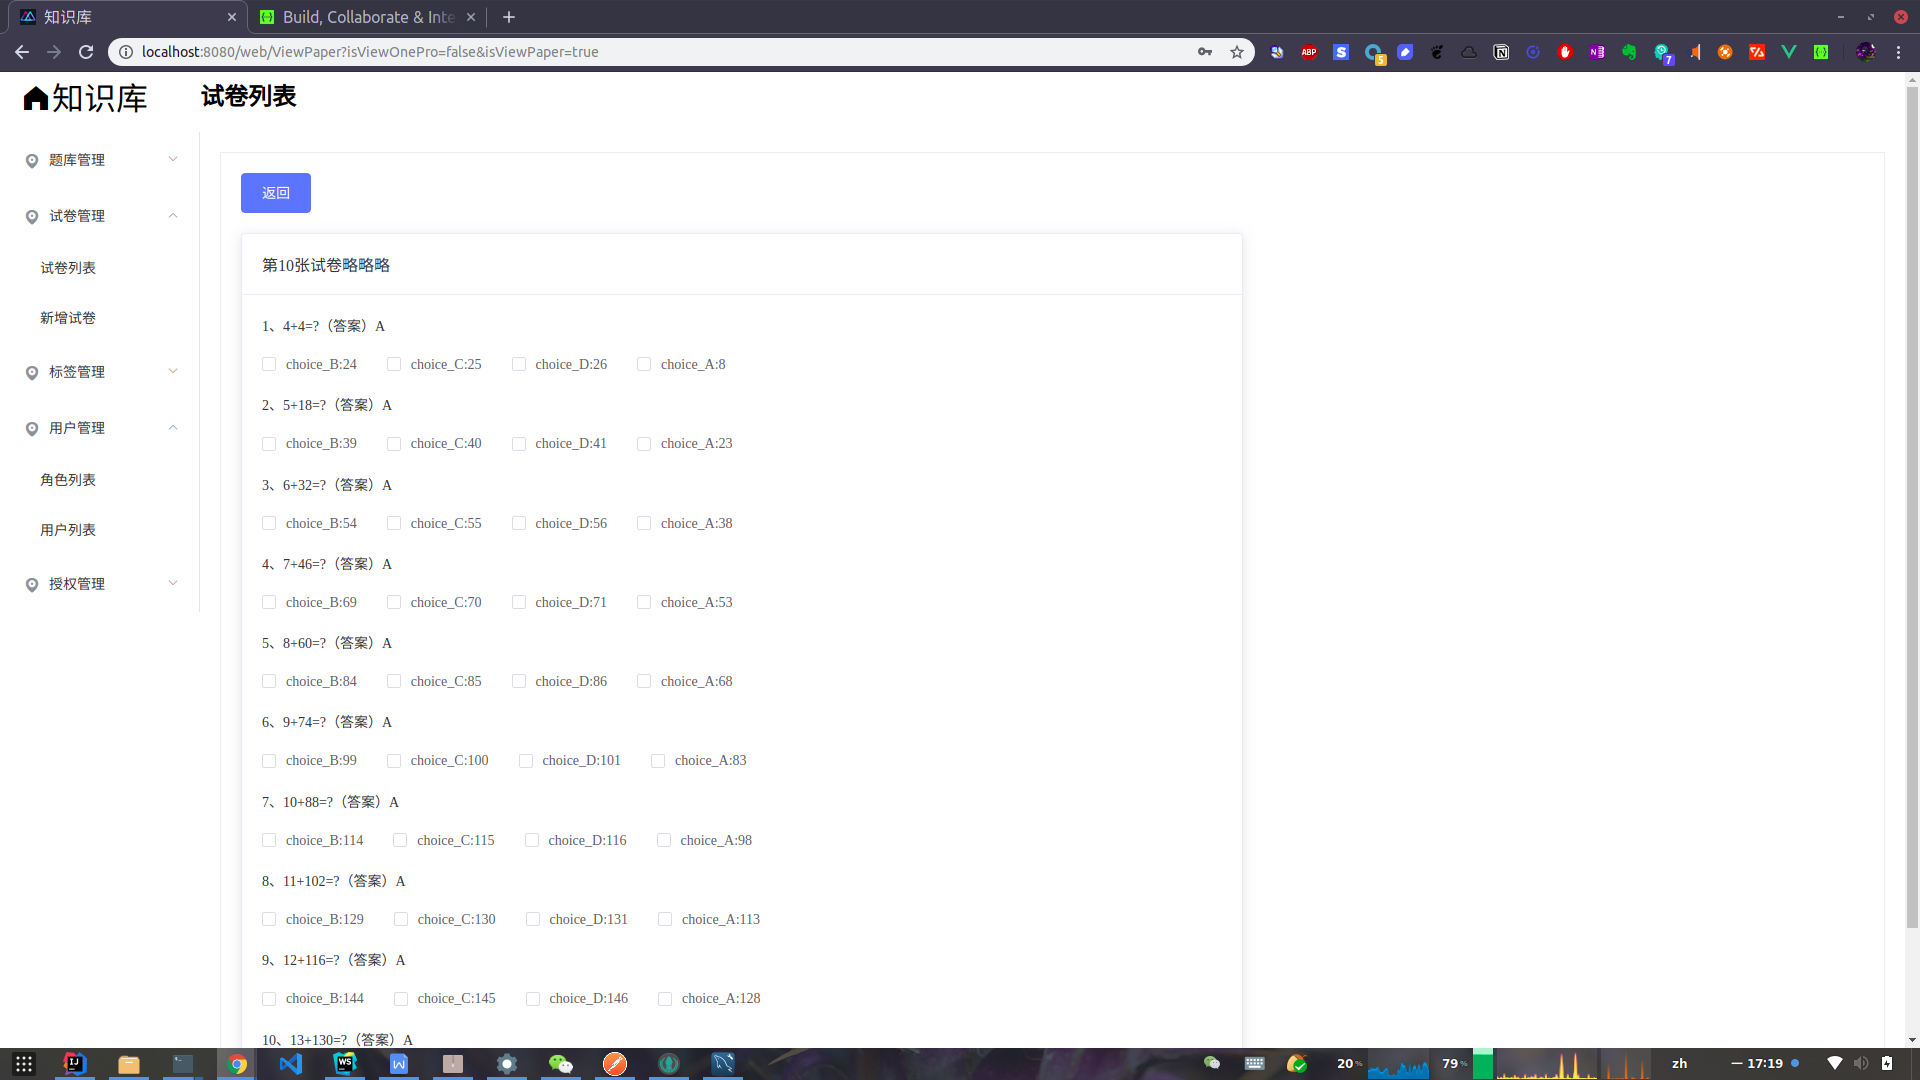 知识库
Build, Collaborate & Inte
localhost:8080/web/ViewPaper?isViewOnePro=false&isViewPaper=true
知识库
试卷列表
题库管理
试卷管理
试卷列表
新增试卷
标签管理
用户管理
角色列表
用户列表
授权管理
返回
第10张试卷略略略
1、4+4=?（答案）A
choice_B:24 choice_C:25 choice_D:26 choice_A:8
2、5+18=?（答案）A
choice_B:39 choice_C:40 choice_D:41 choice_A:23
3、6+32=?（答案）A
choice_B:54 choice_C:55 choice_D:56 choice_A:38
4、7+46=?（答案）A
choice_B:69 choice_C:70 choice_D:71 choice_A:53
5、8+60=?（答案）A
choice_B:84 choice_C:85 choice_D:86 choice_A:68
6、9+74=?（答案）A
choice_B:99 choice_C:100 choice_D:101 choice_A:83
7、10+88=?（答案）A
choice_B:114 choice_C:115 choice_D:116 choice_A:98
8、11+102=?（答案）A
choice_B:129 choice_C:130 choice_D:131 choice_A:113
9、12+116=?（答案）A
choice_B:144 choice_C:145 choice_D:146 choice_A:128
10、13+130=?（答案）A
20% 79% zh 一 17:19